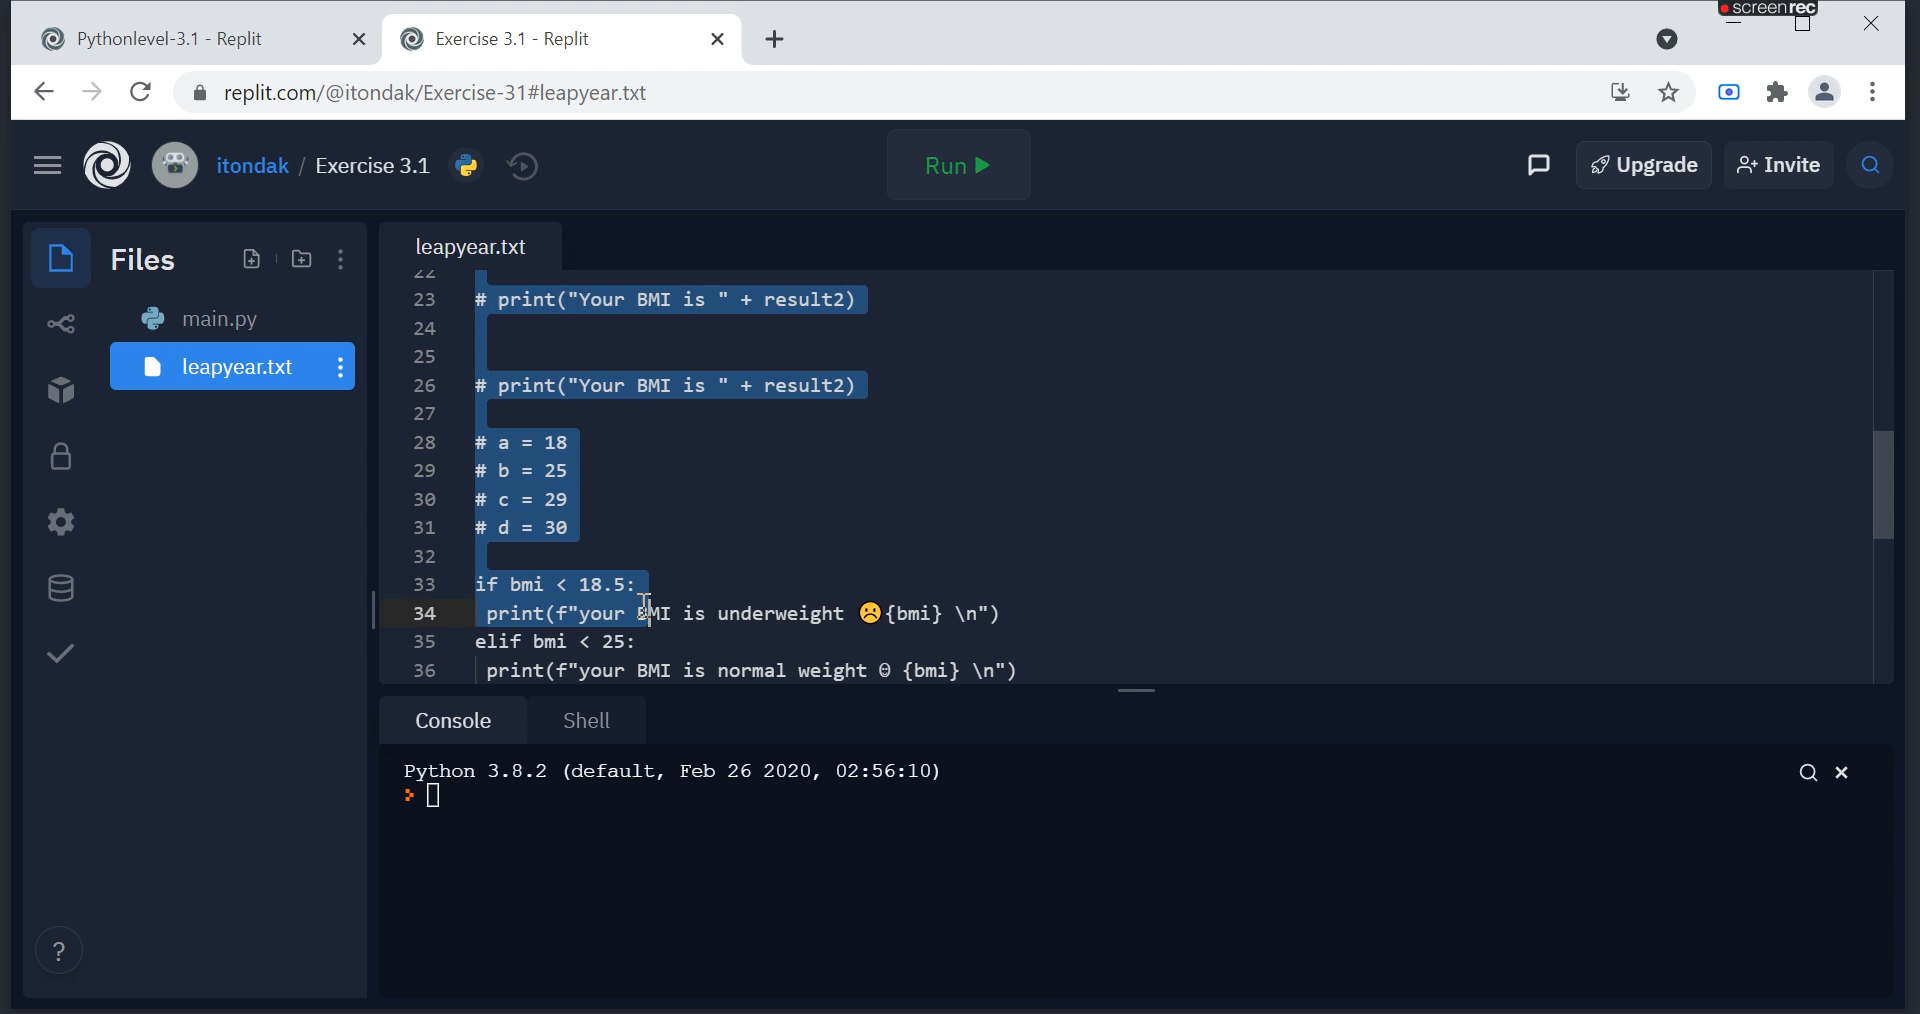 screenrec
Pythonlevel-3.1 - Replit
Exercise 3.1 - Replit
replit.com/@itondak/Exercise-31#leapyear.txt
itondak / Exercise 3.1
Run
Upgrade
Invite
Files
leapyear.txt
main.py
leapyear.txt
22
23 # print("Your BMI is " + result2)
24
25
26 # print("Your BMI is " + result2)
27
28 # a = 18
29 # b = 25
30 # c = 29
31 # d = 30
32
33 if bmi < 18.5:
34 print(f"your BMI is underweight ☹️{bmi} \n")
35 elif bmi < 25:
36 print(f"your BMI is normal weight {bmi} \n")
Console
Shell
Python 3.8.2 (default, Feb 26 2020, 02:56:10)
>
?